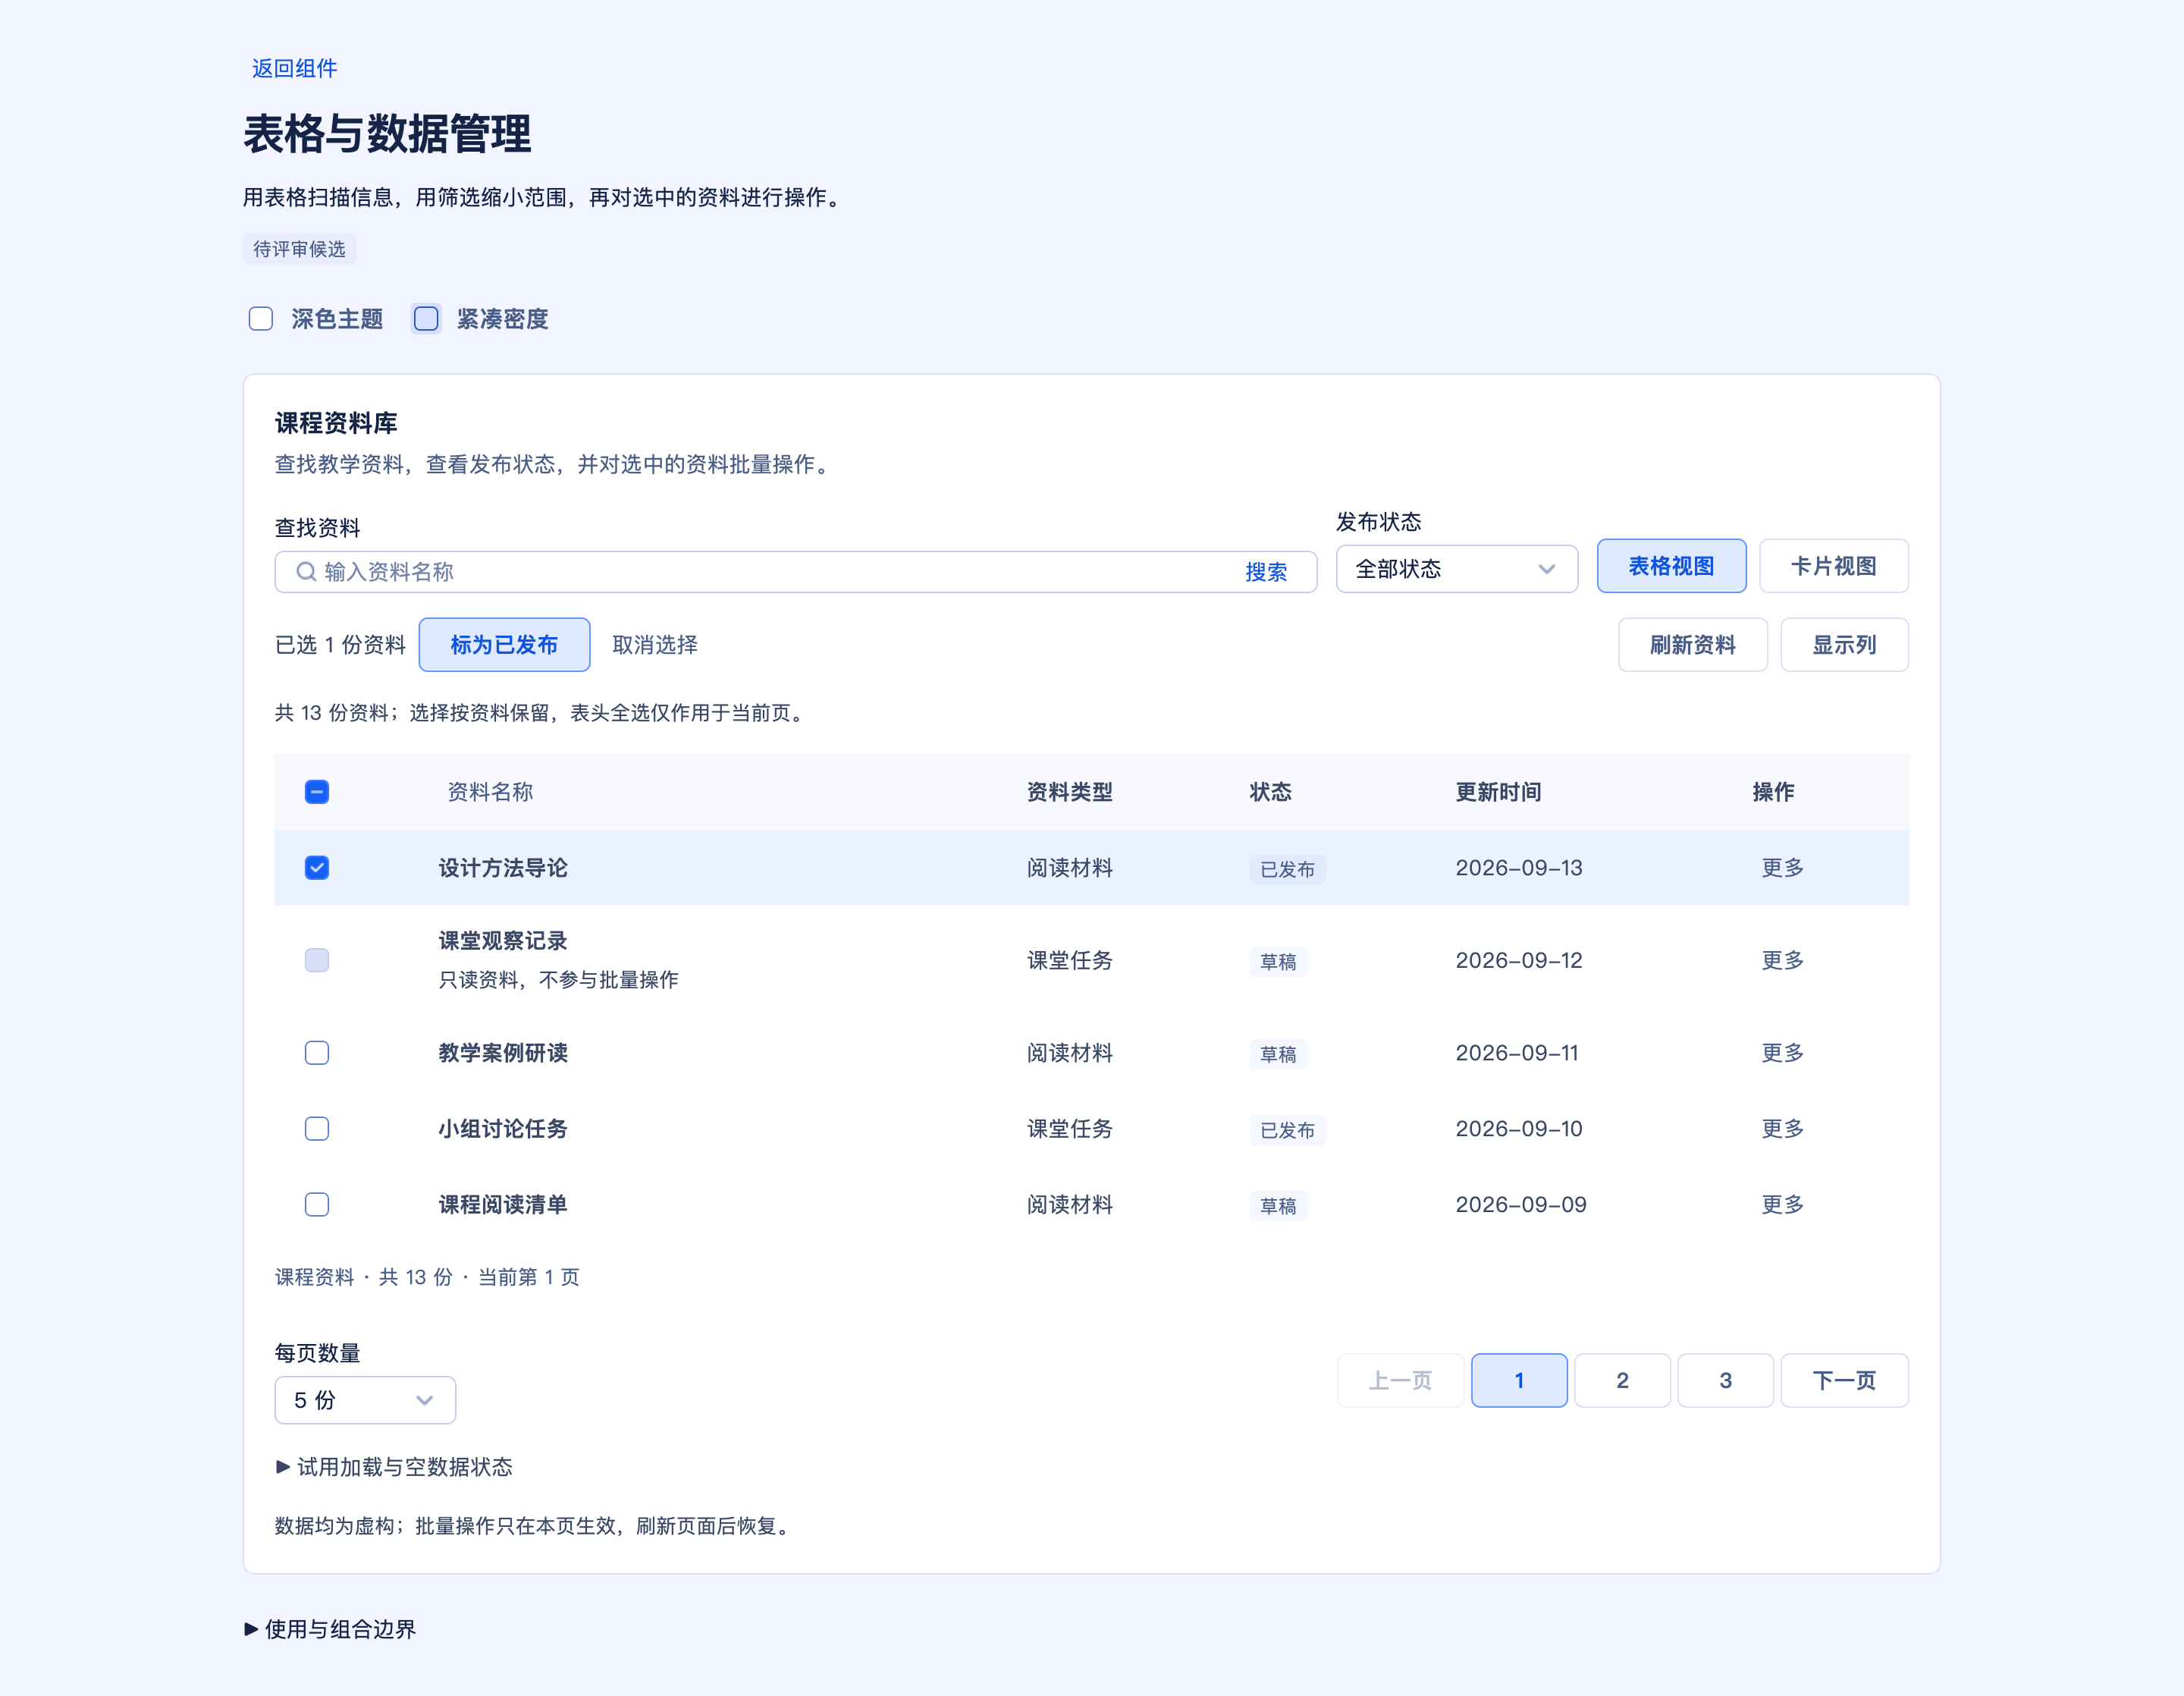 返回组件
表格与数据管理
用表格扫描信息，用筛选缩小范围，再对选中的资料进行操作。
待评审候选
深色主题 紧凑密度
课程资料库
查找教学资料，查看发布状态，并对选中的资料批量操作。
查找资料 发布状态
输入资料名称 搜索 全部状态 表格视图 卡片视图
已选 1 份资料 标为已发布 取消选择 刷新资料 显示列
共 13 份资料；选择按资料保留，表头全选仅作用于当前页。
资料名称 资料类型 状态 更新时间 操作
设计方法导论 阅读材料 已发布 2026-09-13 更多
课堂观察记录
只读资料，不参与批量操作 课堂任务 草稿 2026-09-12 更多
教学案例研读 阅读材料 草稿 2026-09-11 更多
小组讨论任务 课堂任务 已发布 2026-09-10 更多
课程阅读清单 阅读材料 草稿 2026-09-09 更多
课程资料 · 共 13 份 · 当前第 1 页
每页数量
5 份 上一页 1 2 3 下一页
试用加载与空数据状态
数据均为虚构；批量操作只在本页生效，刷新页面后恢复。
使用与组合边界